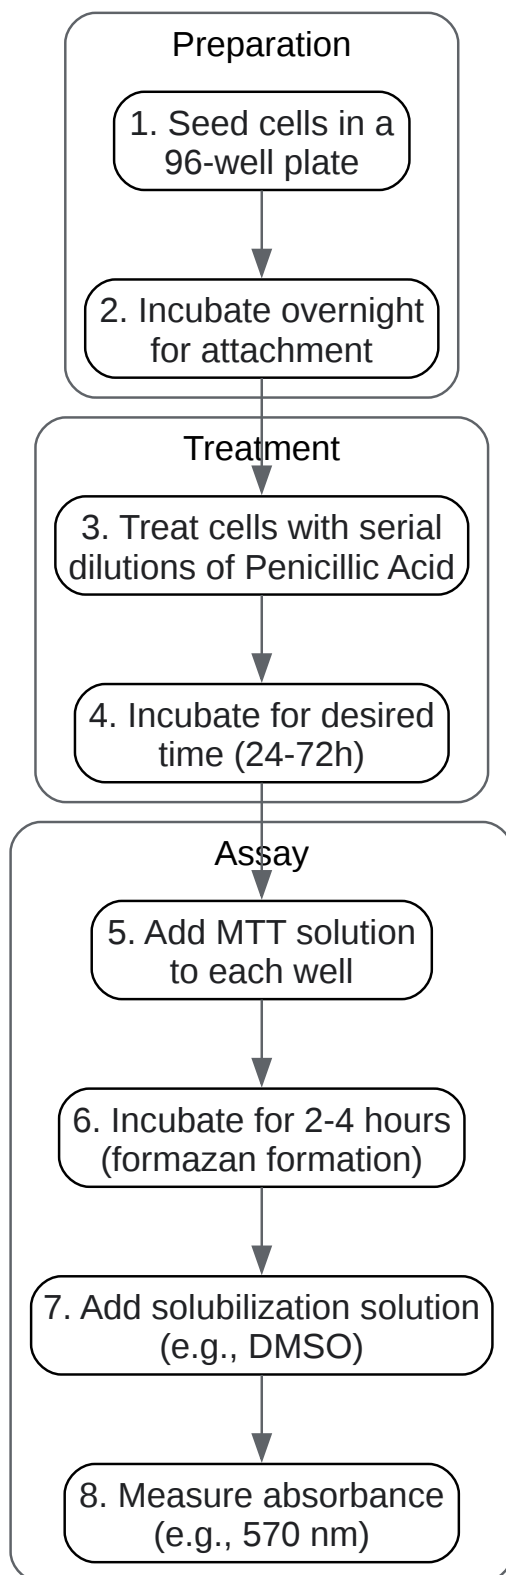 Preparation
1. Seed cells in a
96-well plate
2. Incubate overnight
for attachment
Treatment
3. Treat cells with serial
dilutions of Penicillic Acid
4. Incubate for desired
time (24-72h)
Assay
5. Add MTT solution
to each well
6. Incubate for 2-4 hours
(formazan formation)
7. Add solubilization solution
(e.g., DMSO)
8. Measure absorbance
(e.g., 570 nm)